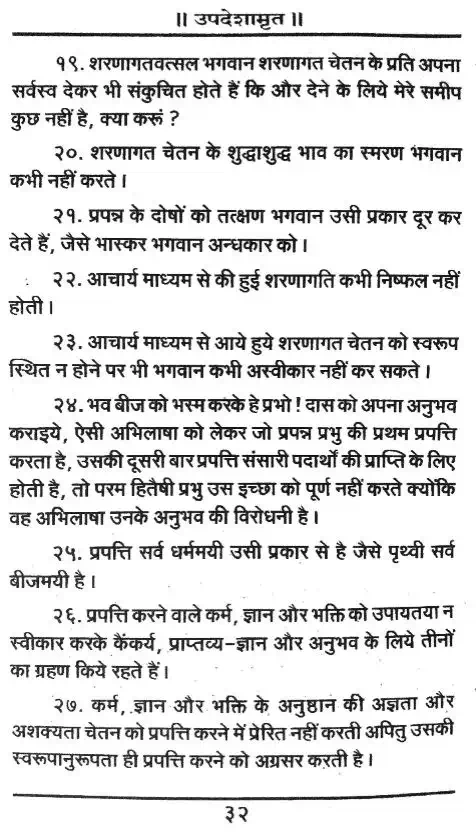 ॥ उपदेशामृत ॥
१९. शरणागतवत्सल भगवान शरणागत चेतन के प्रति अपना
सर्वस्व देकर भी संकुचित होते हैं कि और देने के लिये मेरे समीप
कुछ नहीं है, क्या करूं ?
२०. शरणागत चेतन के शुद्धाशुद्ध भाव का स्मरण भगवान
कभी नहीं करते ।
२१. प्रपन्न के दोषों को तत्क्षण भगवान उसी प्रकार दूर कर
देते हैं, जैसे भास्कर भगवान अन्धकार को ।
२२. आचार्य माध्यम से की हुई शरणागति कभी निष्फल नहीं
होती ।
२३. आचार्य माध्यम से आये हुये शरणागत चेतन को स्वरूप
स्थित न होने पर भी भगवान कभी अस्वीकार नहीं कर सकते ।
२४. भव बीज को भस्म करके हे प्रभो ! दास को अपना अनुभव
कराइये, ऐसी अभिलाषा को लेकर जो प्रपन्न प्रभु की प्रथम प्रपत्ति
करता है, उसकी दूसरी बार प्रपत्ति संसारी पदार्थो की प्राप्ति के लिए
होती है, तो परम हितैषी प्रभु उस इच्छा को पूर्ण नहीं करते क्योंकि
वह अभिलाषा उनके अनुभव की विरोधनी है ।
२५. प्रपत्ति सर्व धर्ममयी उसी प्रकार से है जैसे पृथ्वी सर्व
बीजमयी है ।
२६. प्रपत्ति करने वाले कर्म, ज्ञान और भक्ति को उपायतया न
स्वीकार करके कैंकर्य, प्राप्तव्य-ज्ञान और अनुभव के लिये तीनों
का ग्रहण किये रहते हैं ।
२७. कर्म, ज्ञान और भक्ति के अनुष्ठान की अज्ञता और
अशक्यता चेतन को प्रपत्ति करने में प्रेरित नहीं करती अपितु उसकी
स्वरूपानुरूपता ही प्रपत्ति करने को अग्रसर करती है ।
३२